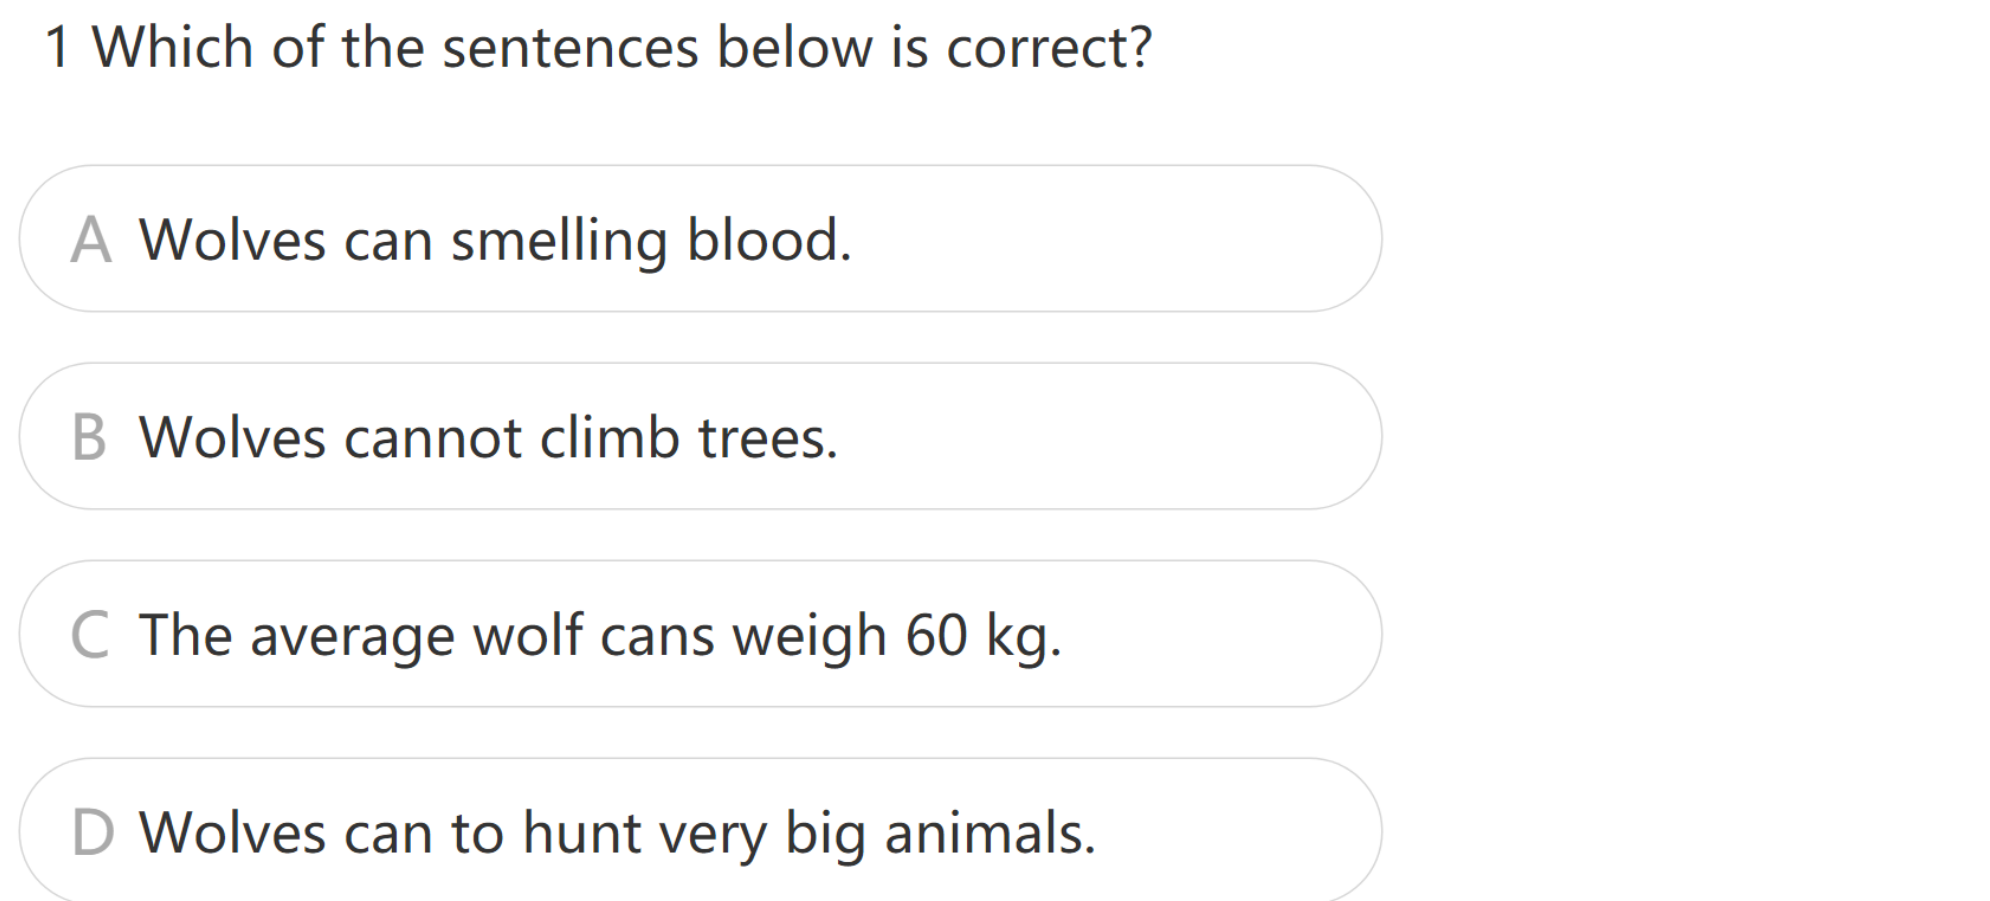 1 Which of the sentences below is correct?
A Wolves can smelling blood.
B Wolves cannot climb trees.
C The average wolf cans weigh 60 kg.
D Wolves can to hunt very big animals.